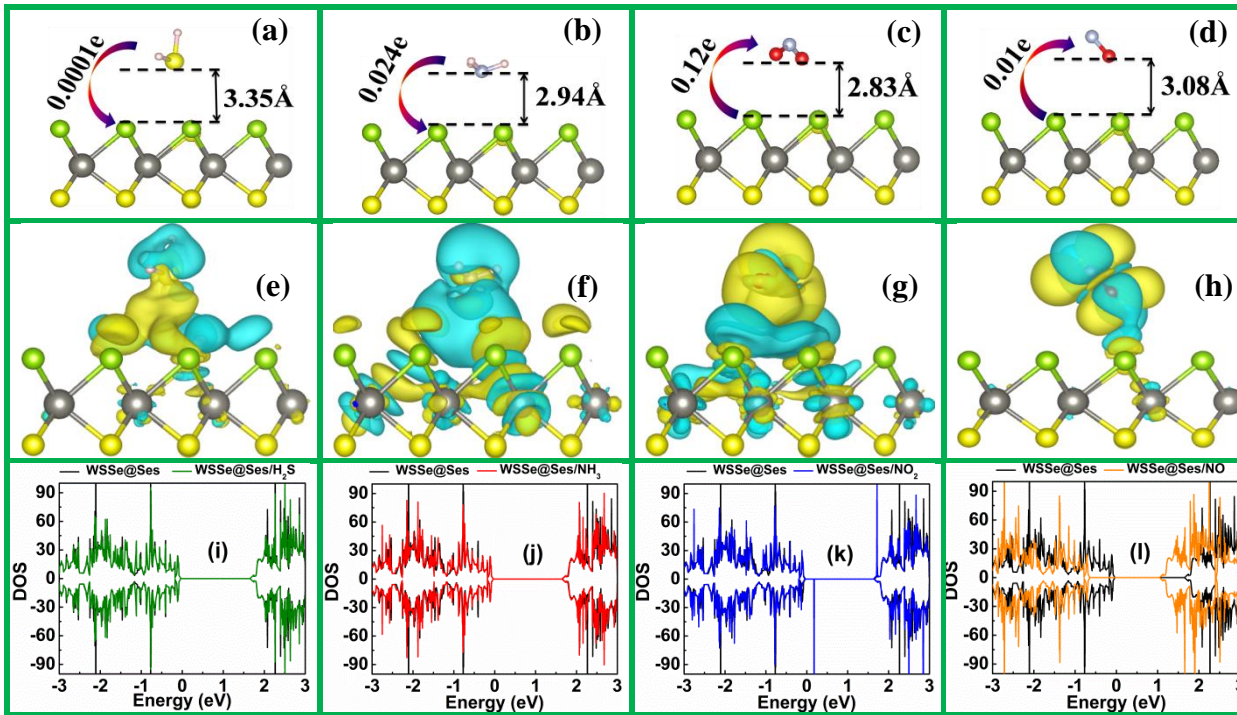 (a)
0.0001e
3.35Å
(b)
0.024e
2.94Å
(c)
0.12e
2.83Å
(d)
0.01e
3.08Å
(e)
(f)
(g)
(h)
WSSe@Ses WSSe@Ses/H₂S
90
60
30
0
-30
-60
-90
DOS
(i)
-3 -2 -1 0 1 2 3
Energy (eV)
WSSe@Ses WSSe@Ses/NH₃
90
60
30
0
-30
-60
-90
DOS
(j)
-3 -2 -1 0 1 2 3
Energy (eV)
WSSe@Ses WSSe@Ses/NO₂
90
60
30
0
-30
-60
-90
DOS
(k)
-3 -2 -1 0 1 2 3
Energy (eV)
WSSe@Ses WSSe@Ses/NO
90
60
30
0
-30
-60
-90
DOS
(l)
-3 -2 -1 0 1 2 3
Energy (eV)